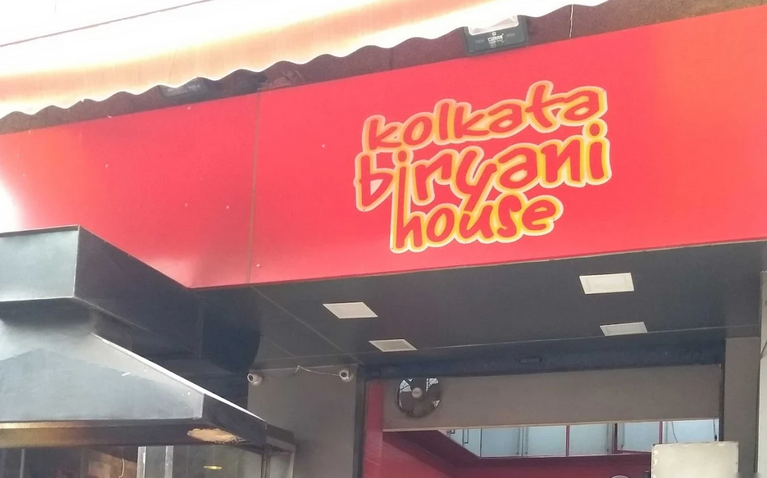 kolkata
biryani
house